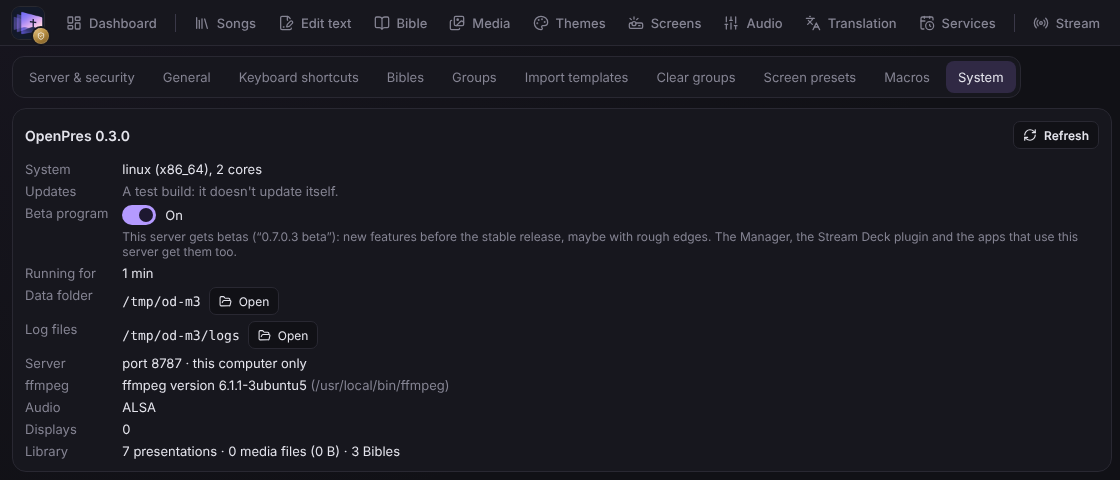 Dashboard Songs Edit text Bible Media Themes Screens Audio Translation Services Stream
Server & security General Keyboard shortcuts Bibles Groups Import templates Clear groups Screen presets Macros System
OpenPres 0.3.0 Refresh
System linux (x86_64), 2 cores
Updates A test build: it doesn't update itself.
Beta program On
This server gets betas (“0.7.0.3 beta”): new features before the stable release, maybe with rough edges. The Manager, the Stream Deck plugin and the apps that use this
server get them too.
Running for 1 min
Data folder /tmp/od-m3 Open
Log files /tmp/od-m3/logs Open
Server port 8787 · this computer only
ffmpeg ffmpeg version 6.1.1-3ubuntu5 (/usr/local/bin/ffmpeg)
Audio ALSA
Displays 0
Library 7 presentations · 0 media files (0 B) · 3 Bibles